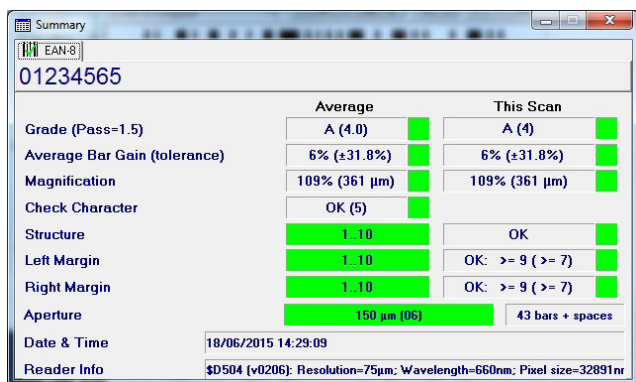 Summary
EAN-8
01234565
Average This Scan
Grade (Pass=1.5) A (4.0) A (4)
Average Bar Gain (tolerance) 6% (±31.8%) 6% (±31.8%)
Magnification 109% (361 µm) 109% (361 µm)
Check Character OK (5)
Structure 1..10 OK
Left Margin 1..10 OK: >= 9 ( >= 7)
Right Margin 1..10 OK: >= 9 ( >= 7)
Aperture 150 µm (06) 43 bars + spaces
Date & Time 18/06/2015 14:29:09
Reader Info $D504 (v0206): Resolution=75µm; Wavelength=660nm; Pixel size=32891nr